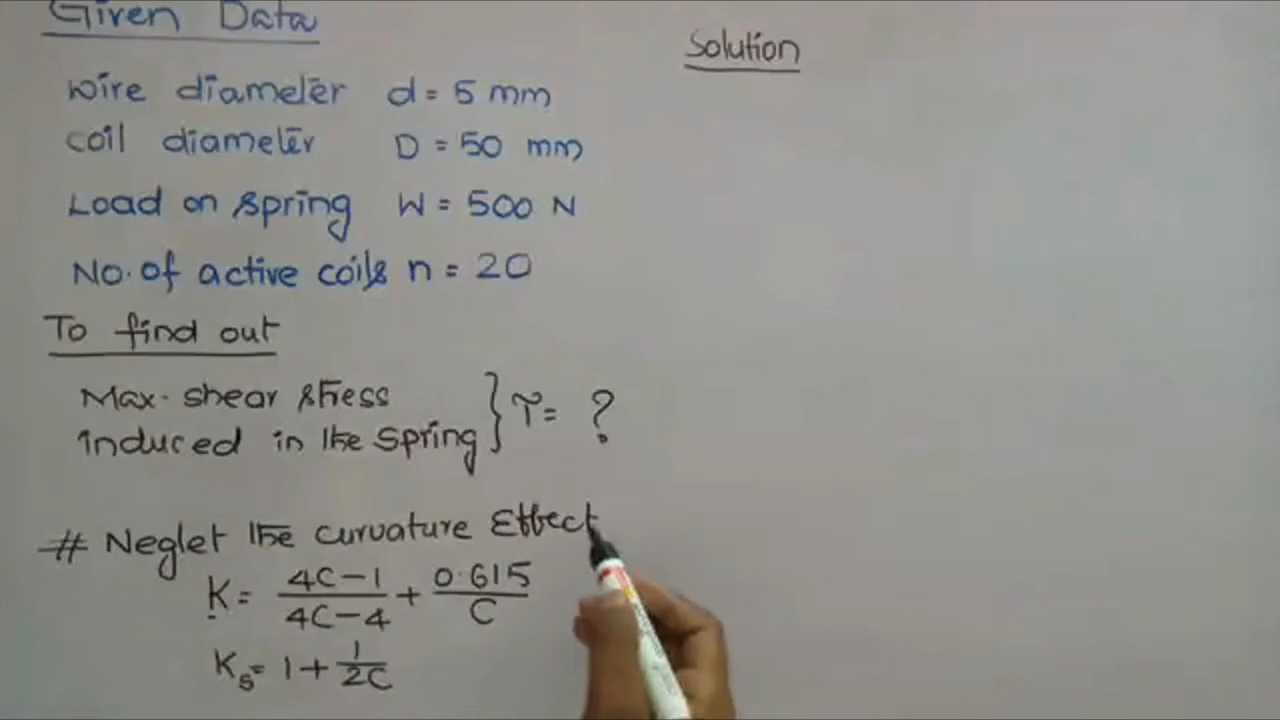 Given Data
Wire diameter d = 5 mm
coil diameter D = 50 mm
Load on spring W = 500 N
No. of active coils n = 20
To find out
Max. shear stress
induced in the spring } τ = ?
# Neglet the curvature Effect
K = 4C-1/4C-4 + 0.615/C
Ks = 1 + 1/2C
Solution